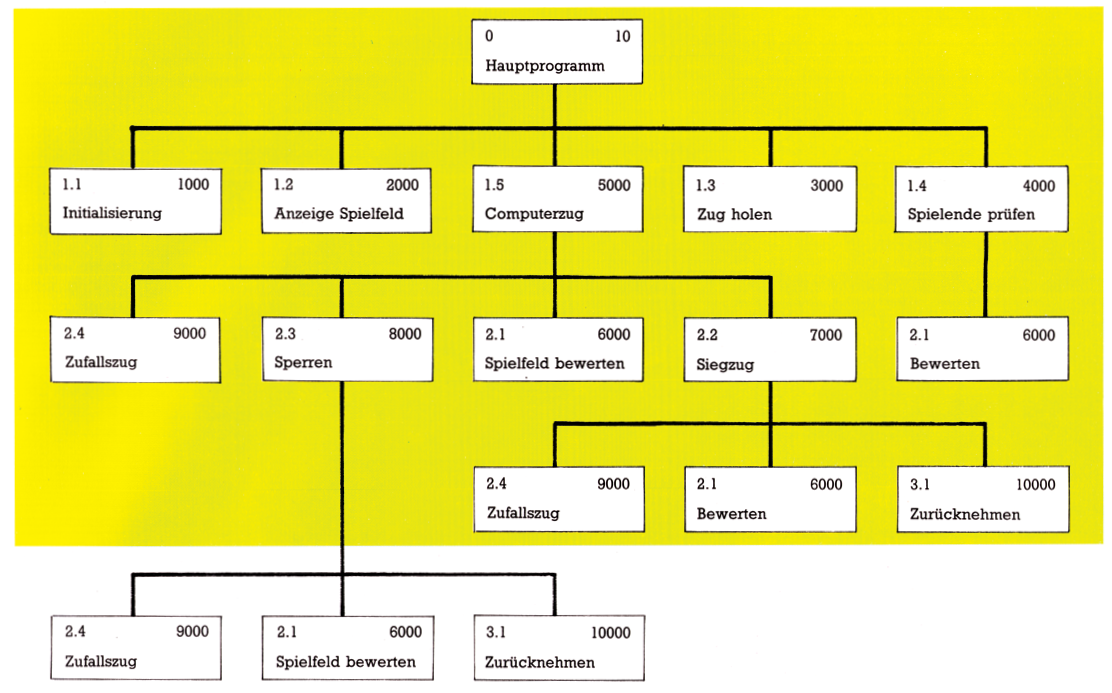 0 10
Hauptprogramm
1.1 1000
Initialisierung
1.2 2000
Anzeige Spielfeld
1.5 5000
Computerzug
1.3 3000
Zug holen
1.4 4000
Spielende prüfen
2.4 9000
Zufallszug
2.3 8000
Sperren
2.1 6000
Spielfeld bewerten
2.2 7000
Siegzug
2.1 6000
Bewerten
2.4 9000
Zufallszug
2.1 6000
Bewerten
3.1 10000
Zurücknehmen
2.4 9000
Zufallszug
2.1 6000
Spielfeld bewerten
3.1 10000
Zurücknehmen